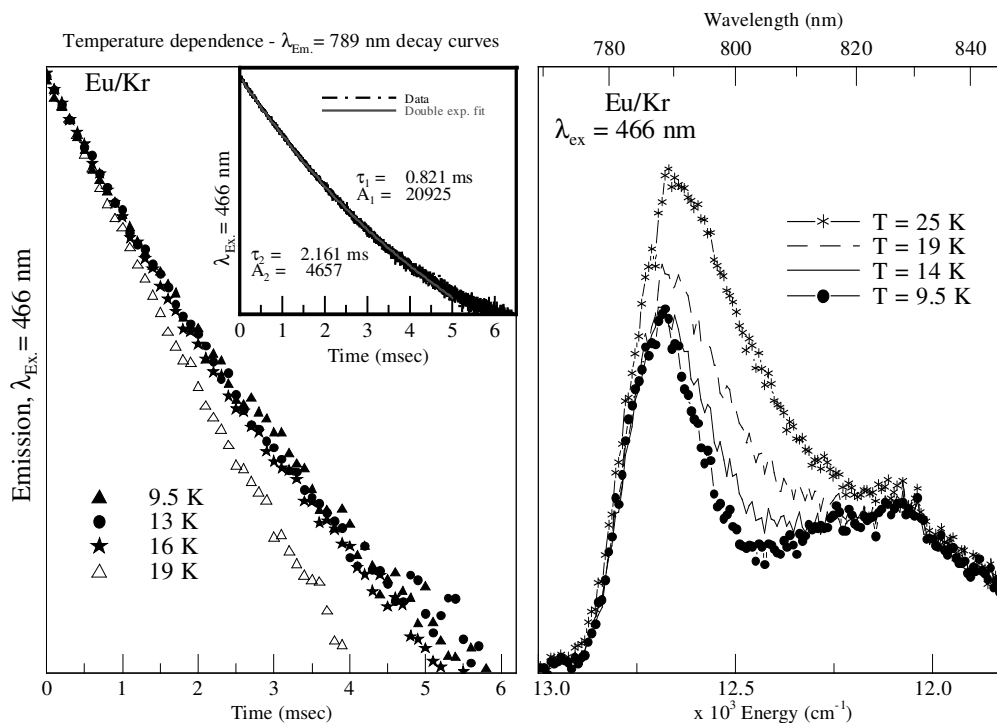 Temperature dependence - λEm. = 789 nm decay curves
Eu/Kr
Emission, λEx. = 466 nm
9.5 K
13 K
16 K
19 K
0 1 2 3 4 5 6
Time (msec)
Data
Double exp. fit
λEx. = 466 nm
τ1 = 0.821 ms
A1 = 20925
τ2 = 2.161 ms
A2 = 4657
0 1 2 3 4 5 6
Time (msec)
Wavelength (nm)
780 800 820 840
Eu/Kr
λex = 466 nm
T = 25 K
T = 19 K
T = 14 K
T = 9.5 K
13.0 12.5 12.0
x 10³ Energy (cm⁻¹)